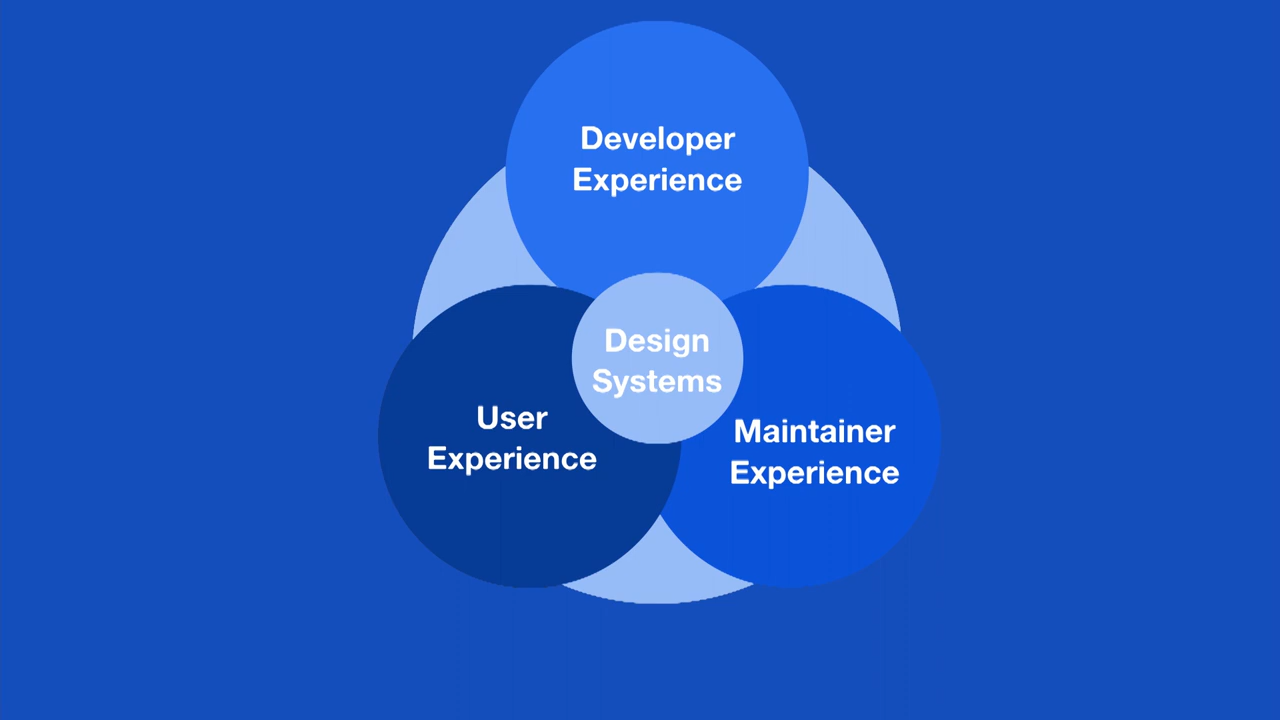 Developer
Experience
Design
Systems
User
Experience
Maintainer
Experience